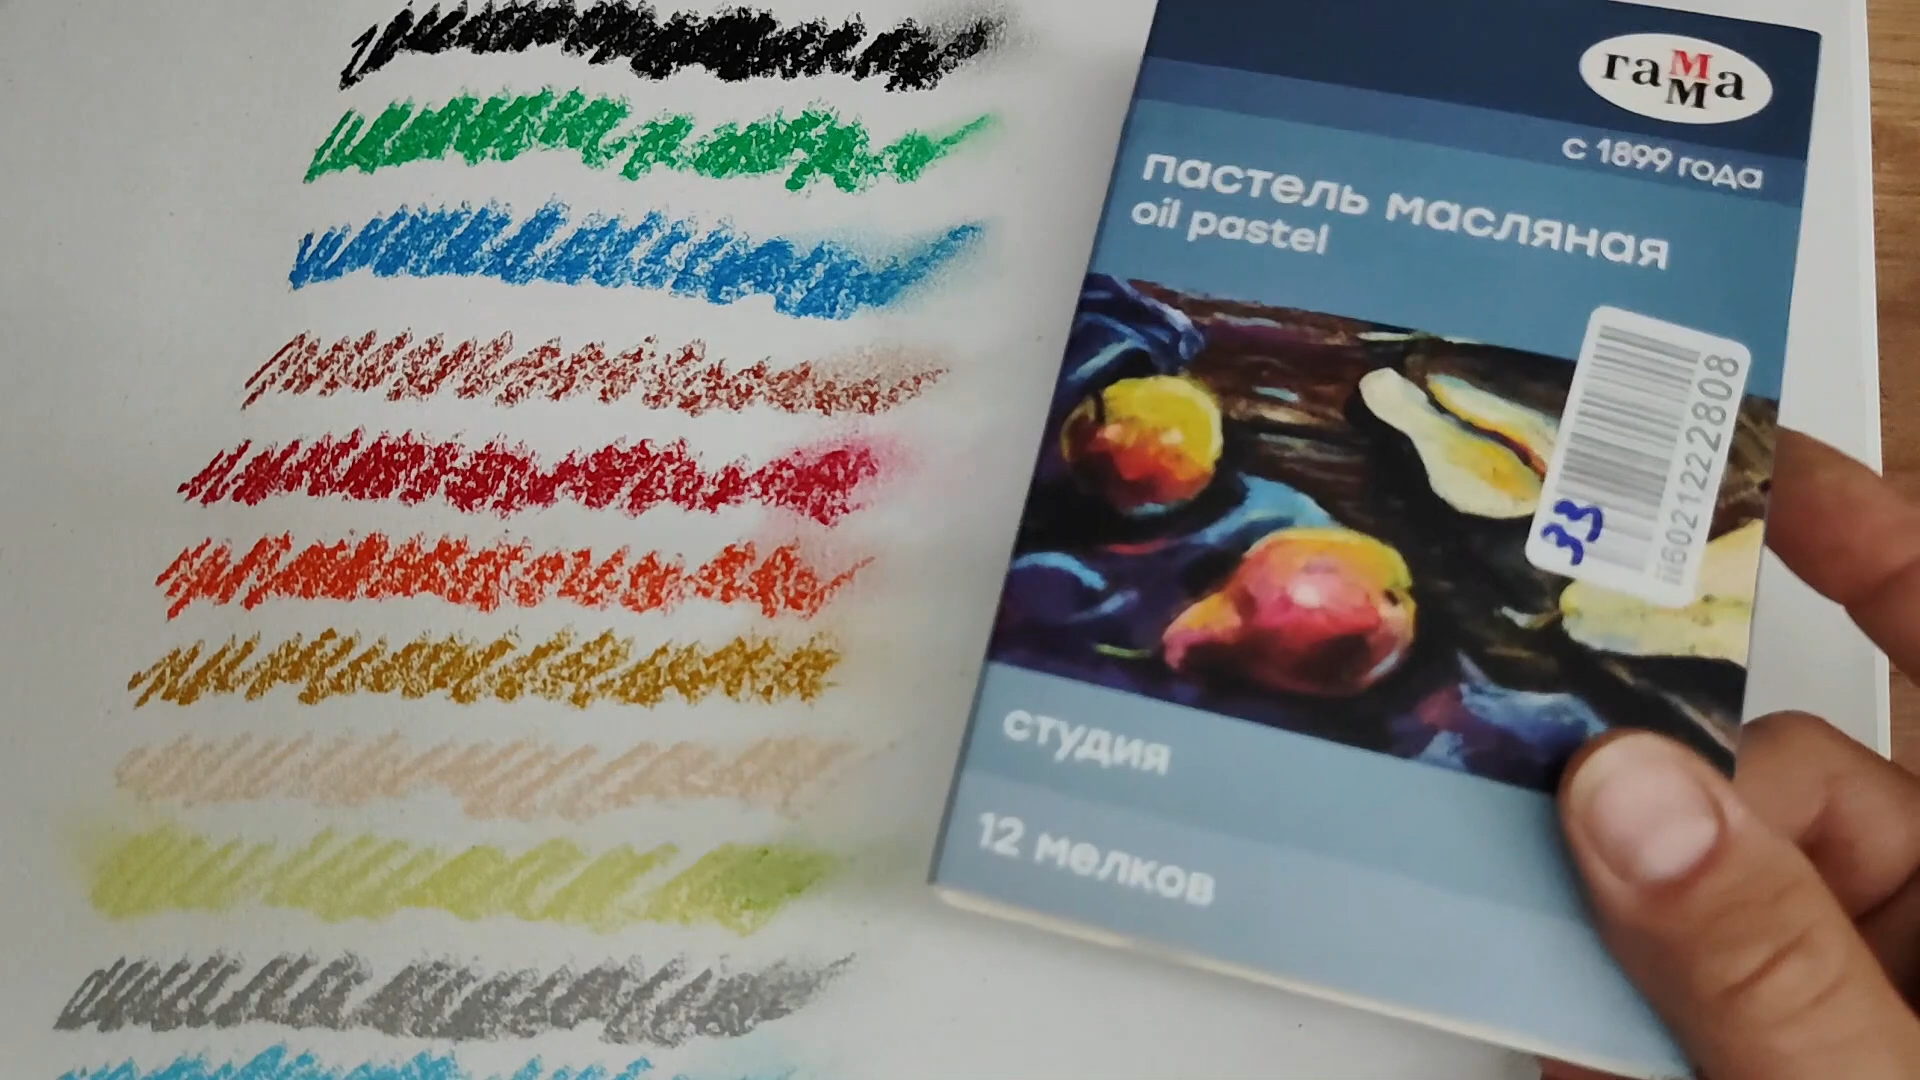 гамма
с 1899 года
пастель масляная
oil pastel
33
студия
12 мелков